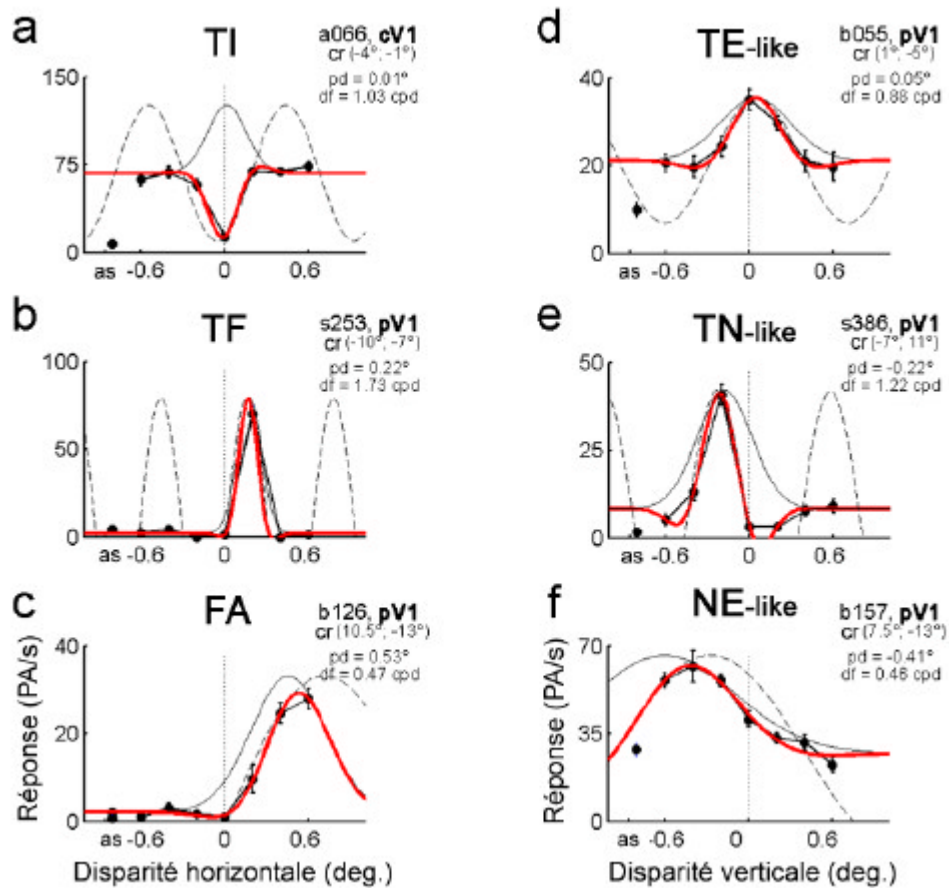 a
TI
a066, cV1
cr (-4°; -1°)
pd = 0.01°
df = 1.03 cpd
150
75
0
as -0.6 0 0.6
b
TF
s253, pV1
cr (-10°; -7°)
pd = 0.22°
df = 1.73 cpd
100
50
0
as -0.6 0 0.6
c
FA
b126, pV1
cr (10.5°; -13°)
pd = 0.53°
df = 0.47 cpd
40
20
0
Réponse (PA/s)
as -0.6 0 0.6
Disparité horizontale (deg.)
d
TE-like
b055, pV1
cr (1°; -5°)
pd = 0.05°
df = 0.88 cpd
40
20
0
as -0.6 0 0.6
e
TN-like
s386, pV1
cr (-7°; 11°)
pd = -0.22°
df = 1.22 cpd
50
25
0
as -0.6 0 0.6
f
NE-like
b157, pV1
cr (7.5°; -13°)
pd = -0.41°
df = 0.46 cpd
70
35
0
Réponse (PA/s)
as -0.6 0 0.6
Disparité verticale (deg.)